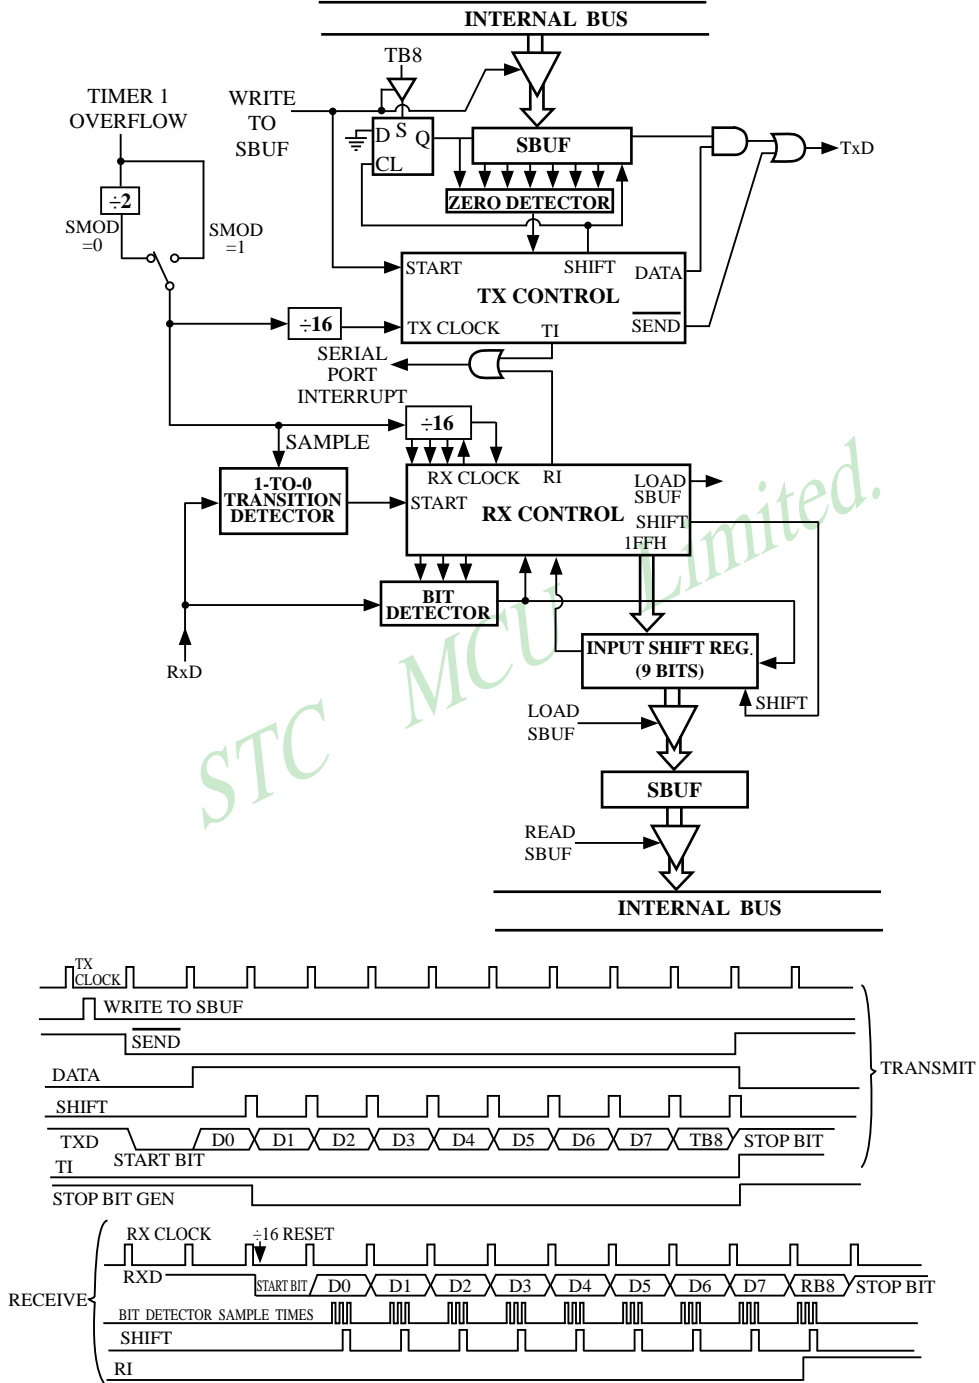 INTERNAL BUS
TB8
TIMER 1
OVERFLOW
WRITE
TO
SBUF
D S Q
CL
SBUF
TxD
÷2
ZERO DETECTOR
SMOD
=0
SMOD
=1
START
SHIFT
DATA
TX CONTROL
÷16
TX CLOCK
TI
SEND
SERIAL
PORT
INTERRUPT
÷16
SAMPLE
1-TO-0
TRANSITION
DETECTOR
RX CLOCK
RI
LOAD
SBUF
START
RX CONTROL
SHIFT
1FFH
BIT
DETECTOR
RxD
INPUT SHIFT REG.
(9 BITS)
SHIFT
LOAD
SBUF
SBUF
READ
SBUF
INTERNAL BUS
STC MCU Limited.
TX
CLOCK
WRITE TO SBUF
SEND
DATA
TRANSMIT
SHIFT
TXD
START BIT
D0 D1 D2 D3 D4 D5 D6 D7 TB8
STOP BIT
TI
STOP BIT GEN
RX CLOCK
÷16 RESET
RXD
START BIT
D0 D1 D2 D3 D4 D5 D6 D7 RB8
STOP BIT
RECEIVE
BIT DETECTOR SAMPLE TIMES
SHIFT
RI